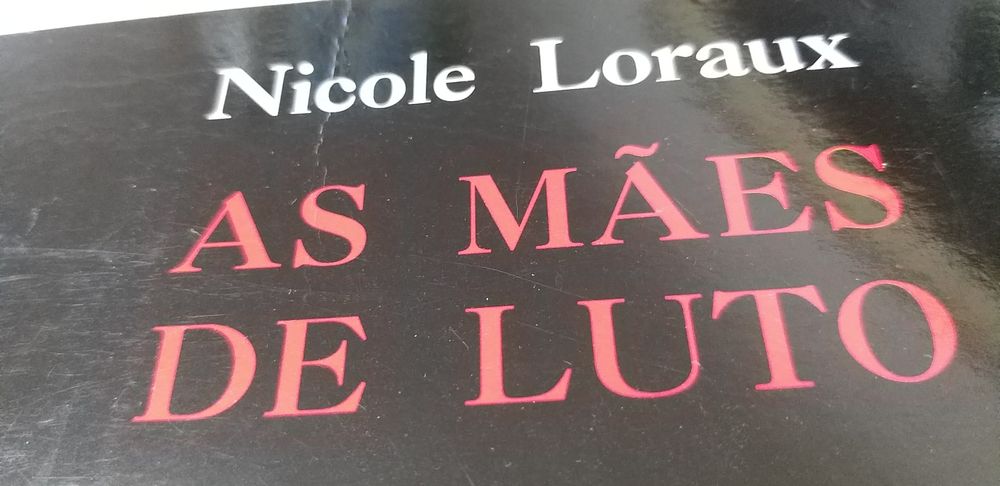 Nicole Loraux
AS MÃES
DE LUTO